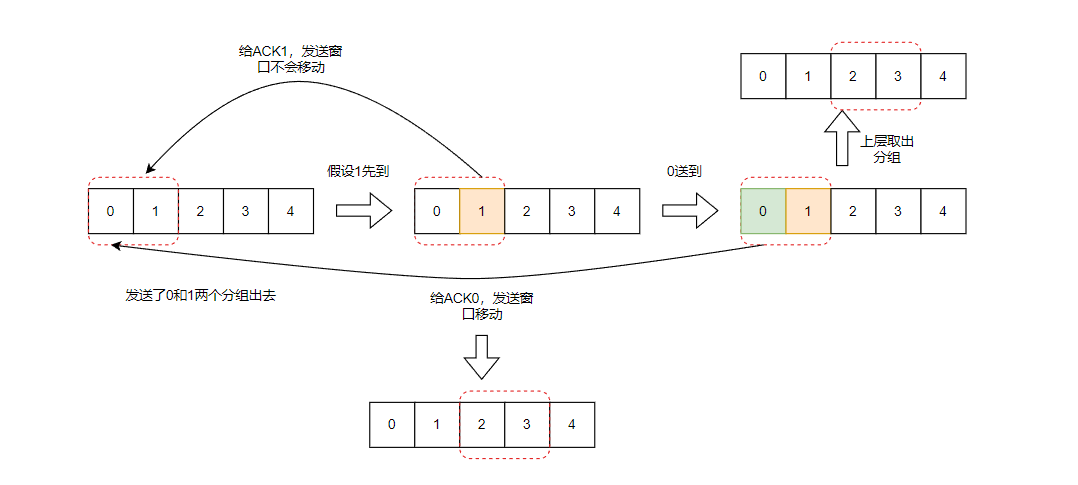 给ACK1，发送窗
口不会移动
0 1 2 3 4
上层取出
分组
假设1先到
0送到
0 1 2 3 4
0 1 2 3 4
0 1 2 3 4
发送了0和1两个分组出去
给ACK0，发送窗
口移动
0 1 2 3 4